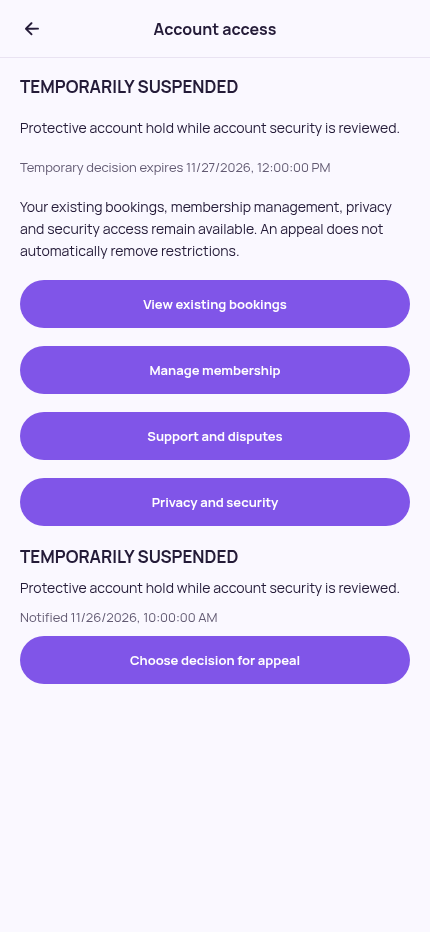 Account access
TEMPORARILY SUSPENDED
Protective account hold while account security is reviewed.
Temporary decision expires 11/27/2026, 12:00:00 PM
Your existing bookings, membership management, privacy
and security access remain available. An appeal does not
automatically remove restrictions.
View existing bookings
Manage membership
Support and disputes
Privacy and security
TEMPORARILY SUSPENDED
Protective account hold while account security is reviewed.
Notified 11/26/2026, 10:00:00 AM
Choose decision for appeal